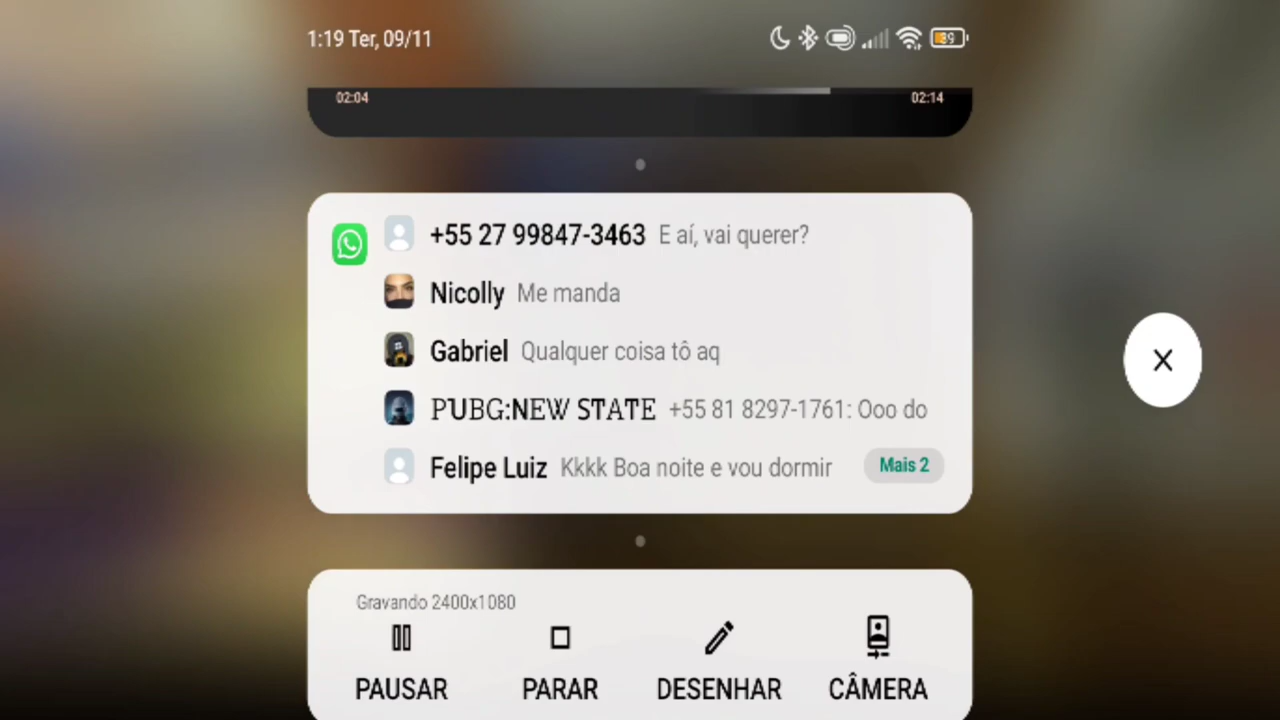 1:19 Ter, 09/11
39
02:04 02:14
+55 27 99847-3463 E aí, vai querer?
Nicolly Me manda
Gabriel Qualquer coisa tô aq
PUBG:NEW STATE +55 81 8297-1761: Ooo do
Felipe Luiz Kkkk Boa noite e vou dormir Mais 2
Gravando 2400x1080
PAUSAR PARAR DESENHAR CÂMERA